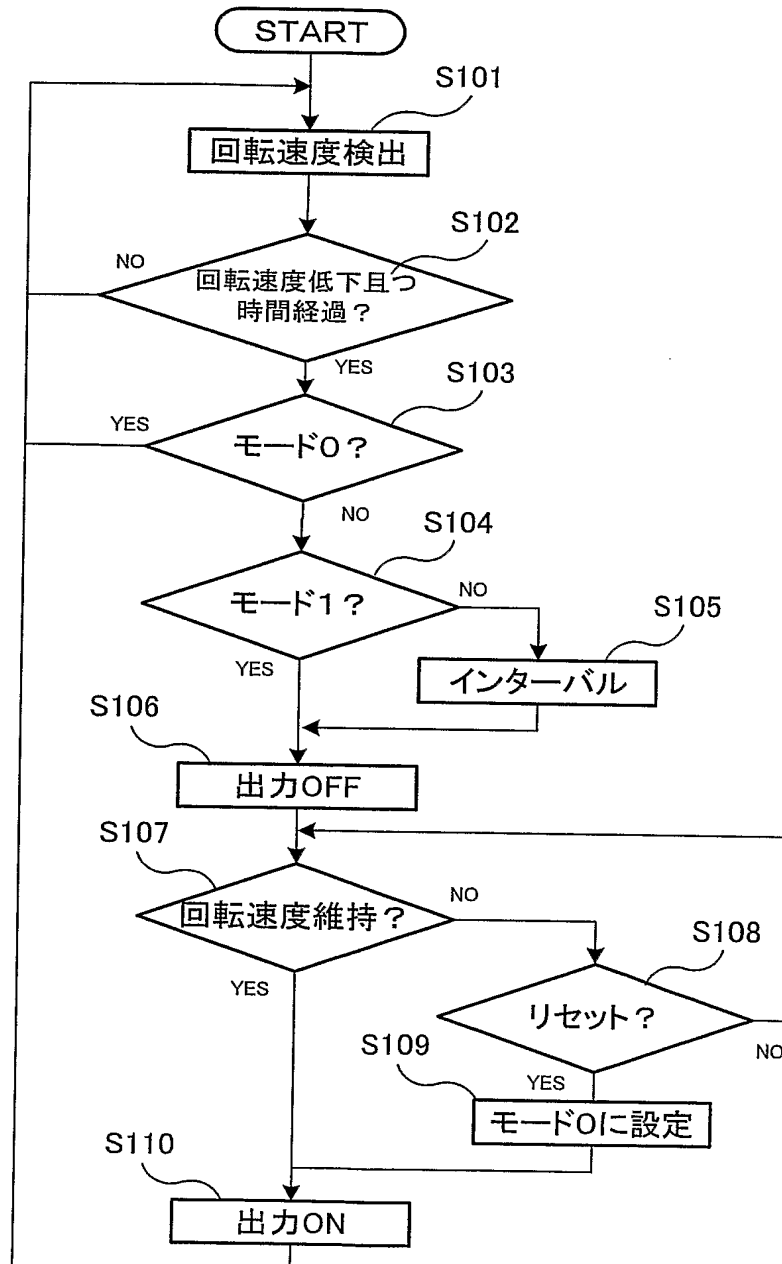 START
S101
回転速度検出
S102
NO
回転速度低下且つ
時間経過？
YES
S103
YES
モード0？
NO
S104
モード1？
NO
S105
YES
インターバル
S106
出力OFF
S107
回転速度維持？
NO
S108
YES
リセット？
NO
S109
YES
モード0に設定
S110
出力ON